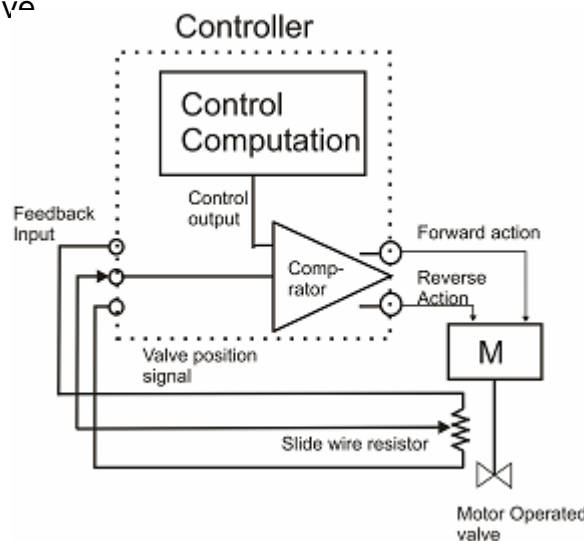 ve
Controller
Control
Computation
Control
output
Feedback
Input
Forward action
Comp-
rator
Reverse
Action
M
Valve position
signal
Slide wire resistor
Motor Operated
valve